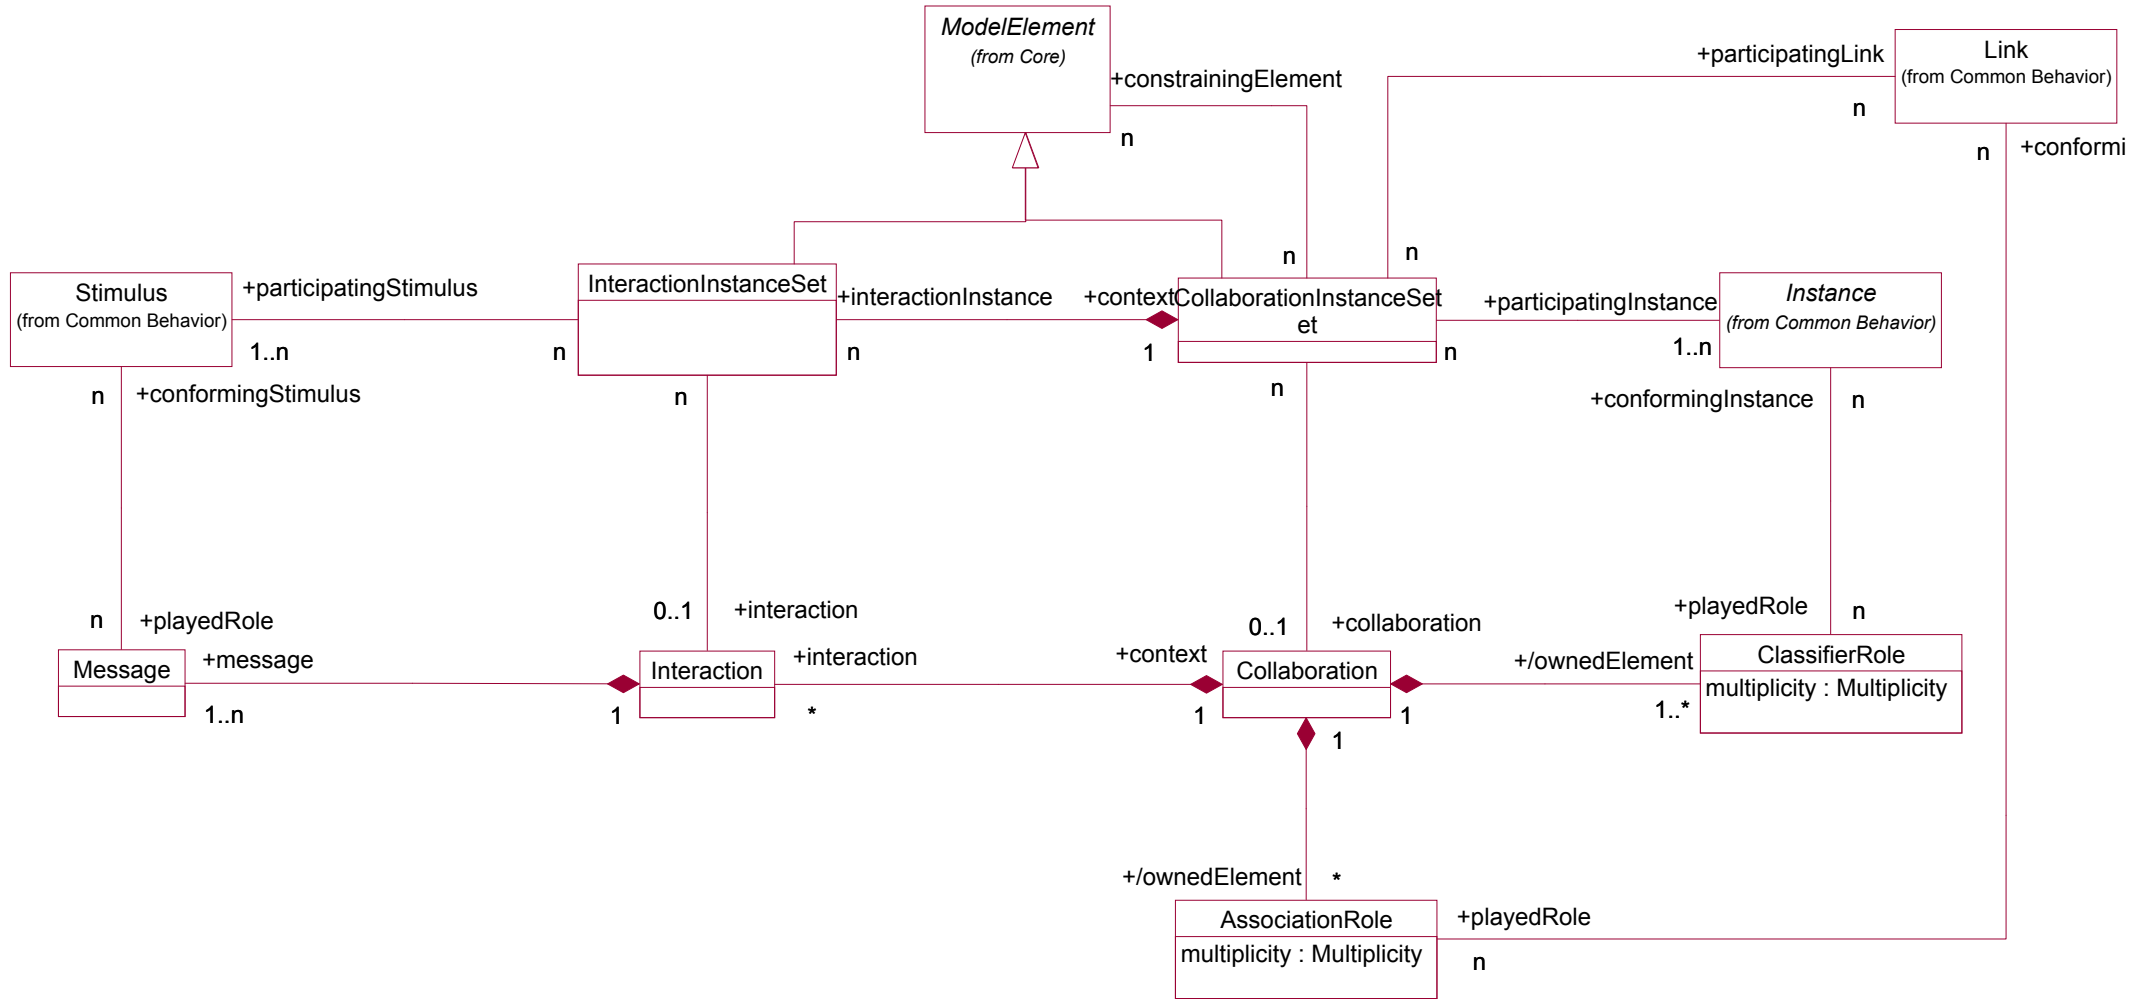 ModelElement
(from Core)
+constrainingElement
n
+participatingLink
n
Link
(from Common Behavior)
n
+conformi
n
n
Stimulus
(from Common Behavior)
+participatingStimulus
1..n
n
InteractionInstanceSet
+interactionInstance
n
+context
1
CollaborationInstanceSet
et
n
+participatingInstance
1..n
Instance
(from Common Behavior)
n
+conformingStimulus
n
n
+conformingInstance
n
n
+playedRole
0..1
+interaction
0..1
+collaboration
+playedRole
n
Message
+message
1..n
1
Interaction
+interaction
*
+context
1
Collaboration
1
+/ownedElement
1..*
ClassifierRole
multiplicity : Multiplicity
1
+/ownedElement
*
AssociationRole
multiplicity : Multiplicity
+playedRole
n